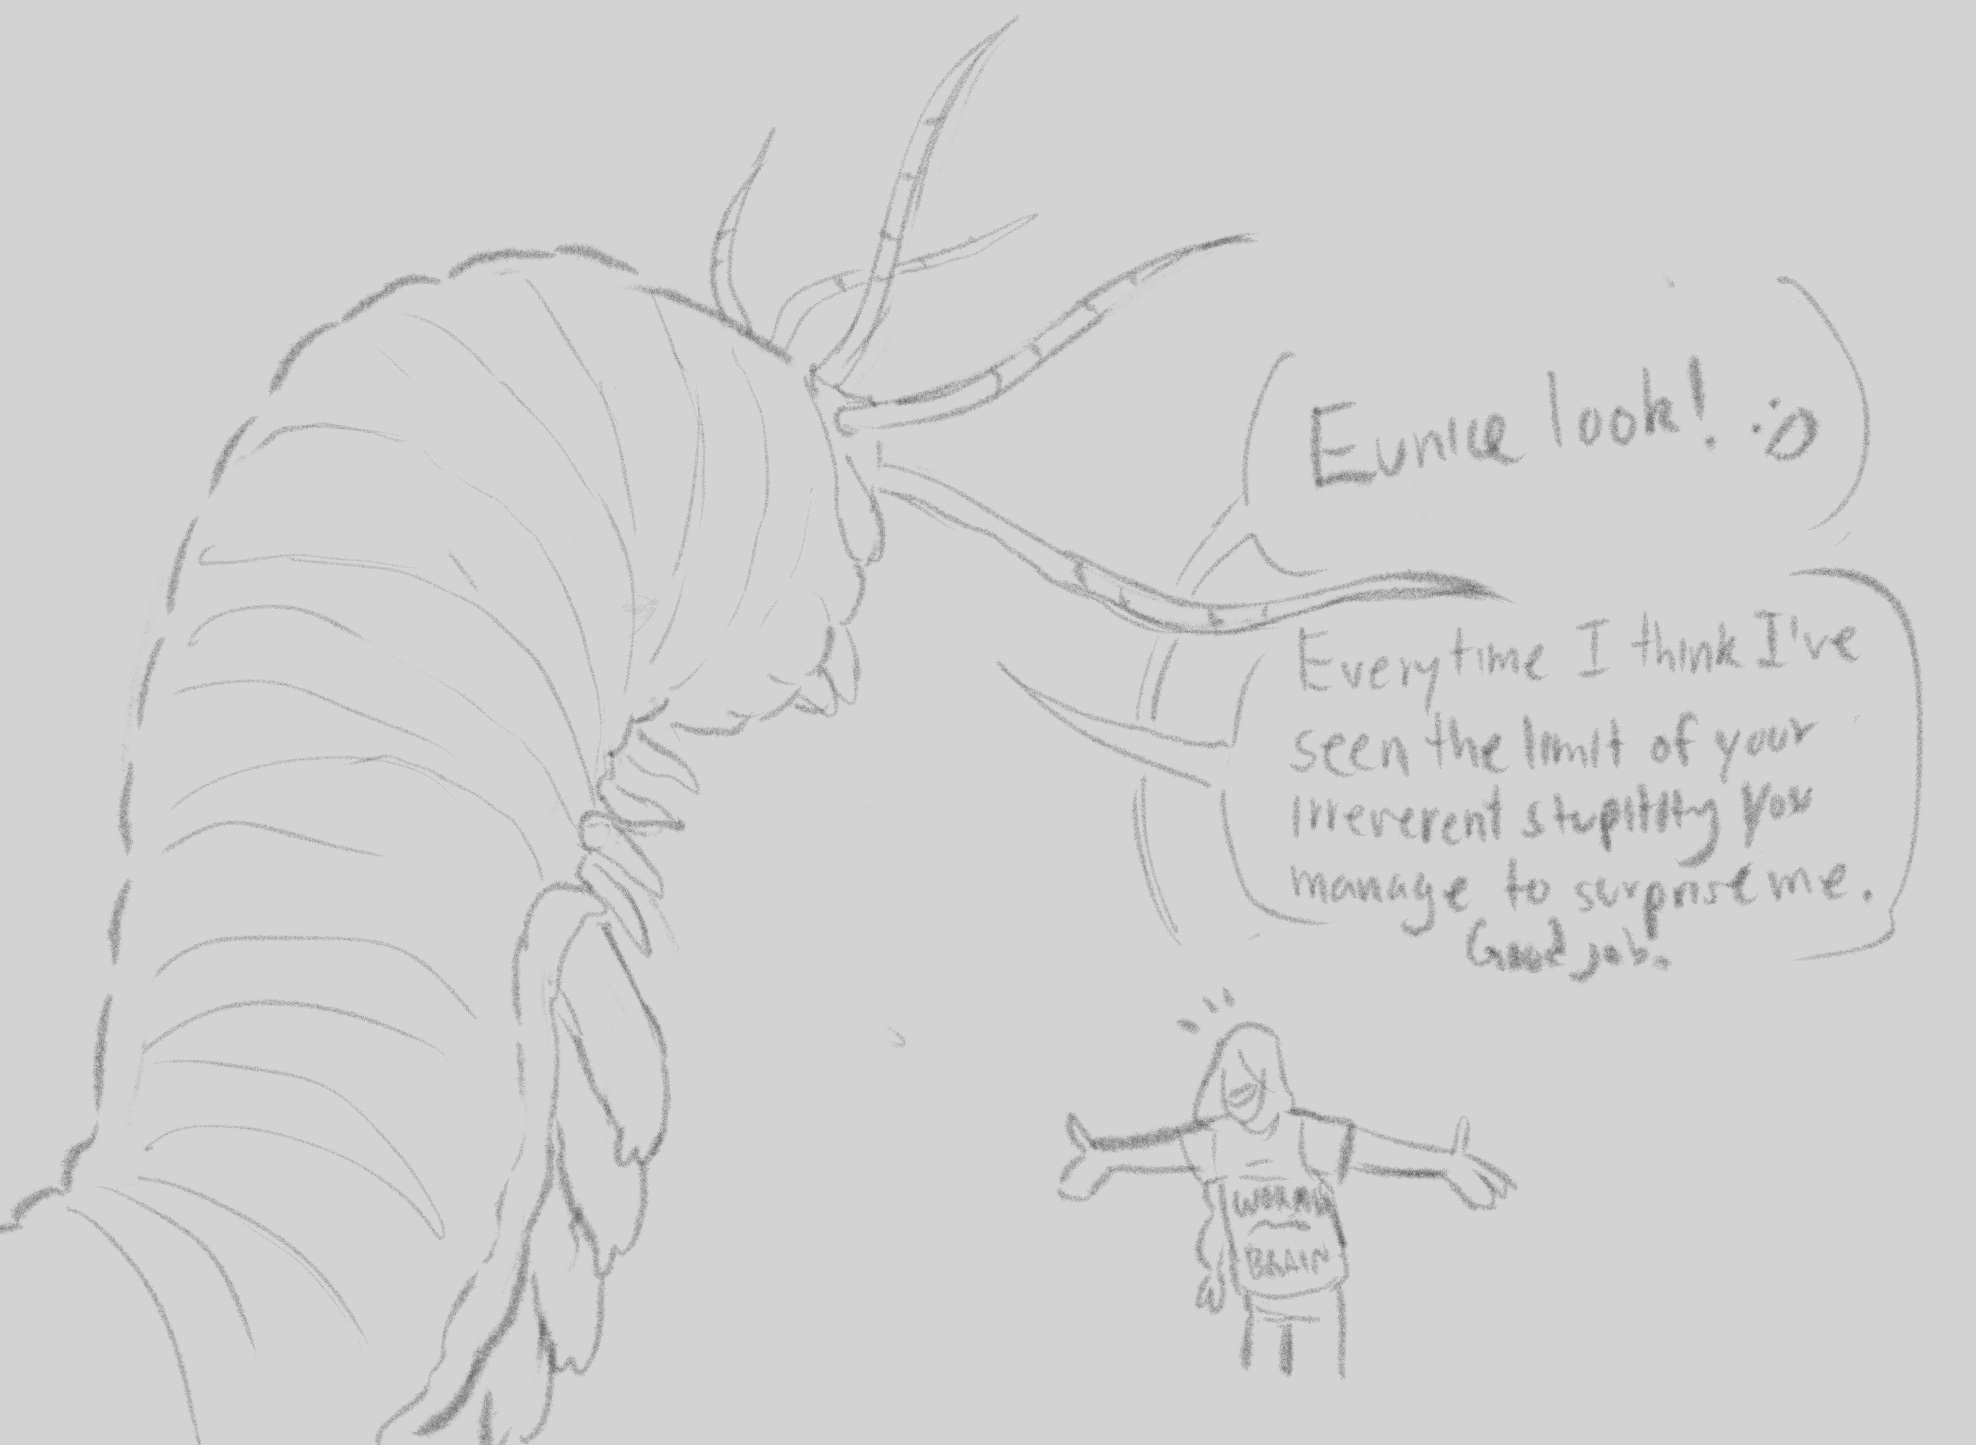 Eunice look! :D
Everytime I think I've
seen the limit of your
irreverent stupitity you
manage to surprise me.
Good job.
WORM
BRAIN